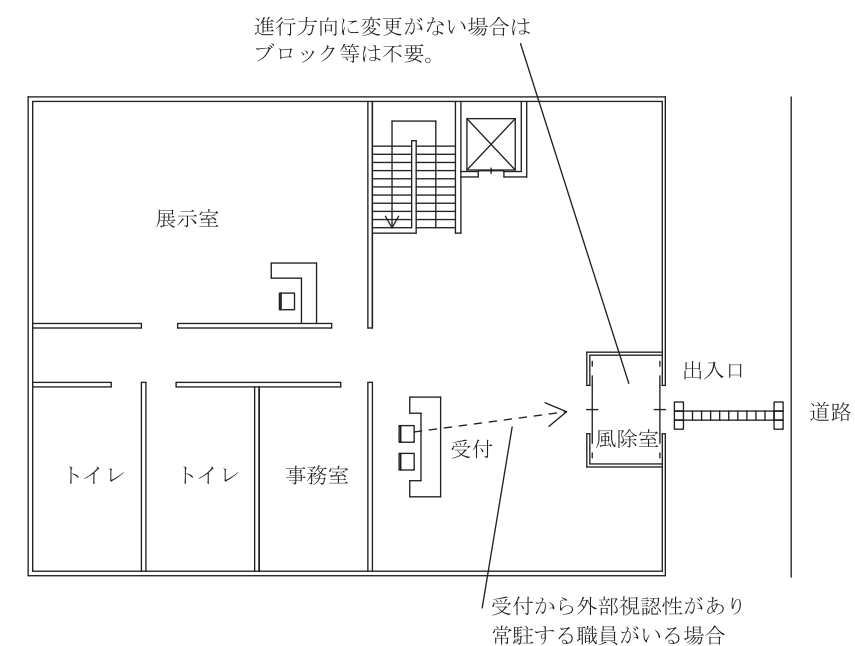 進行方向に変更がない場合は
ブロック等は不要。
展示室
出入口
道路
風除室
受付
トイレ
トイレ
事務室
受付から外部視認性があり
常駐する職員がいる場合